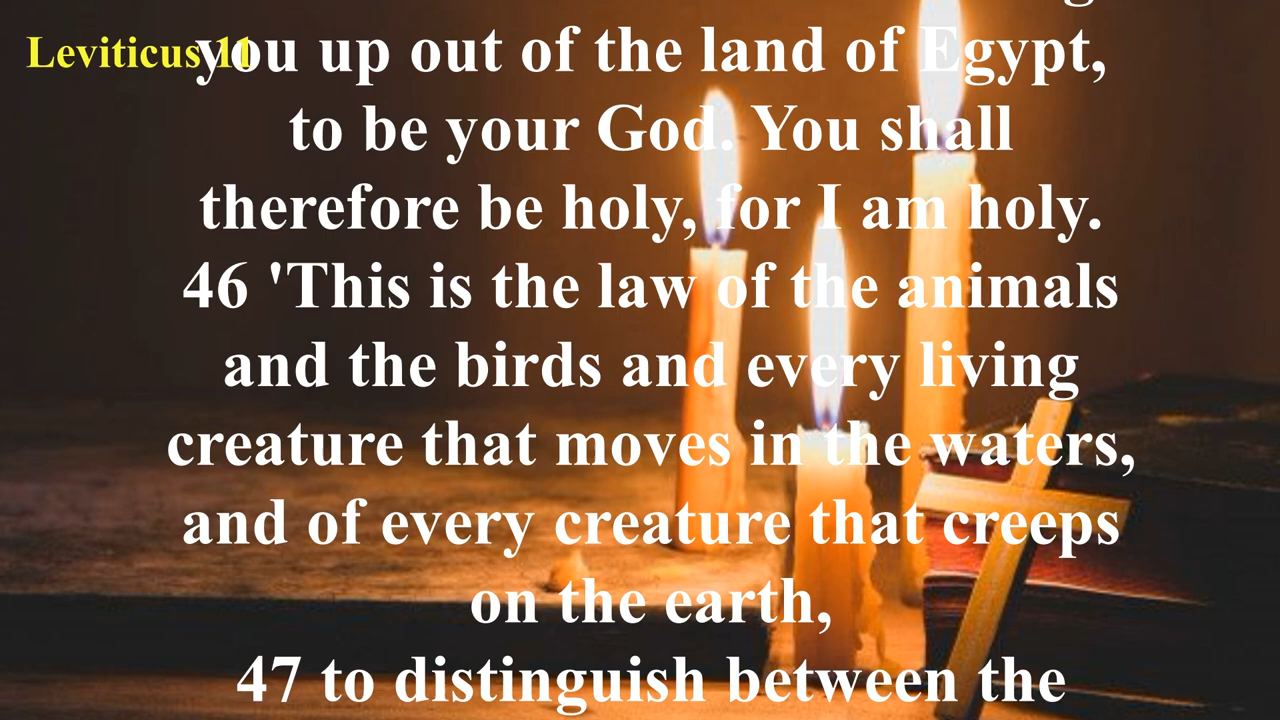 Leviticus 11
you up out of the land of Egypt,
to be your God. You shall
therefore be holy, for I am holy.
46 'This is the law of the animals
and the birds and every living
creature that moves in the waters,
and of every creature that creeps
on the earth,
47 to distinguish between the